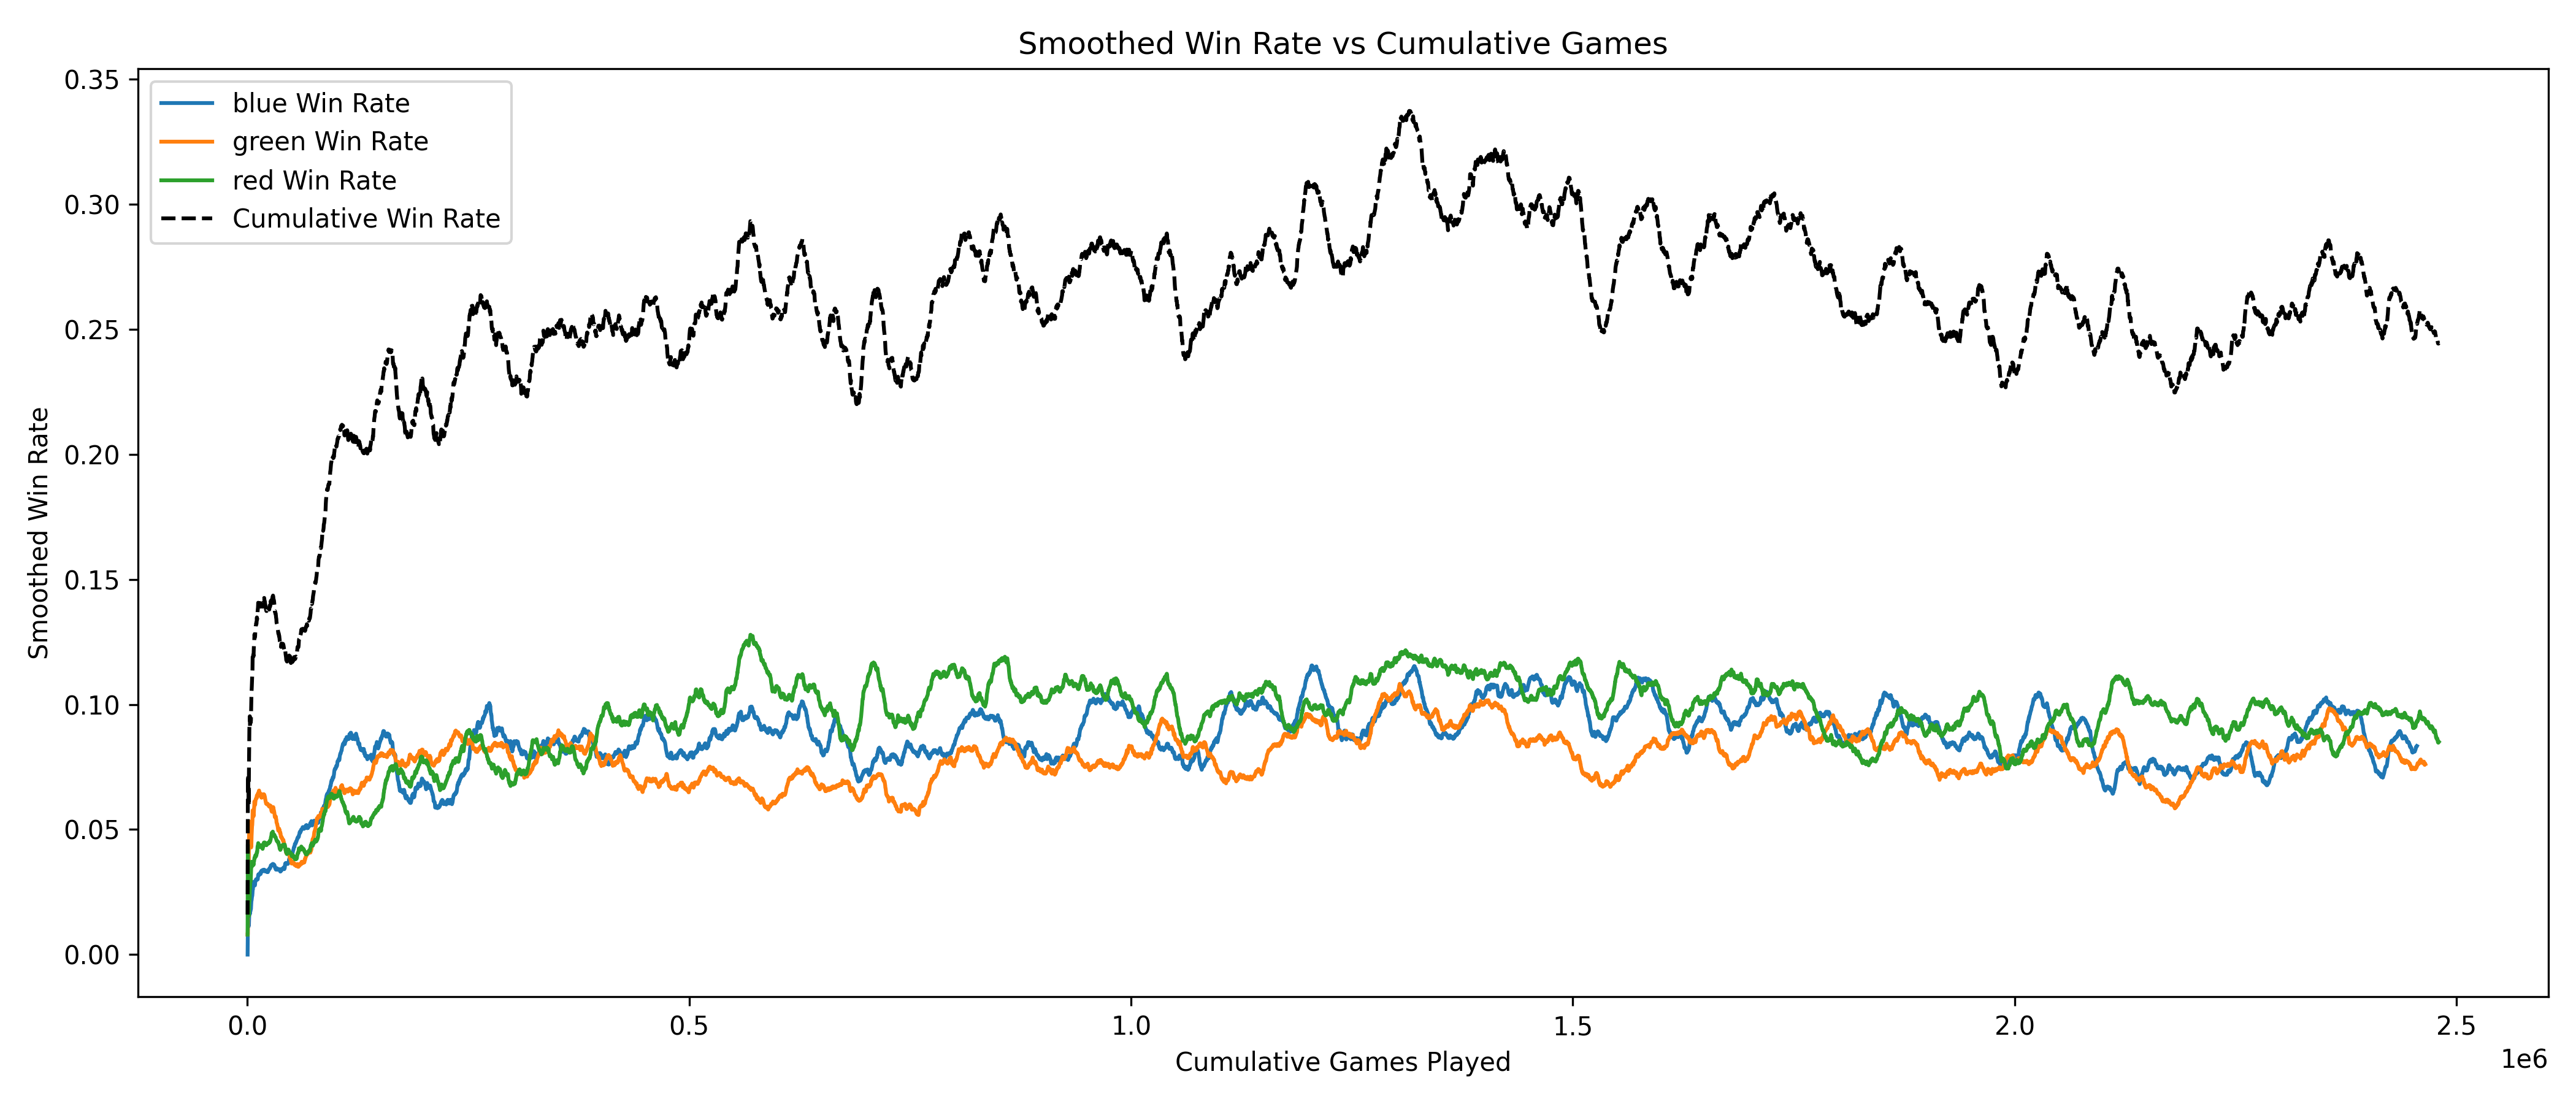 Smoothed Win Rate vs Cumulative Games
0.35
0.30
0.25
0.20
0.15
0.10
0.05
0.00
Smoothed Win Rate
blue Win Rate
green Win Rate
red Win Rate
Cumulative Win Rate
0.0 0.5 1.0 1.5 2.0 2.5
1e6
Cumulative Games Played